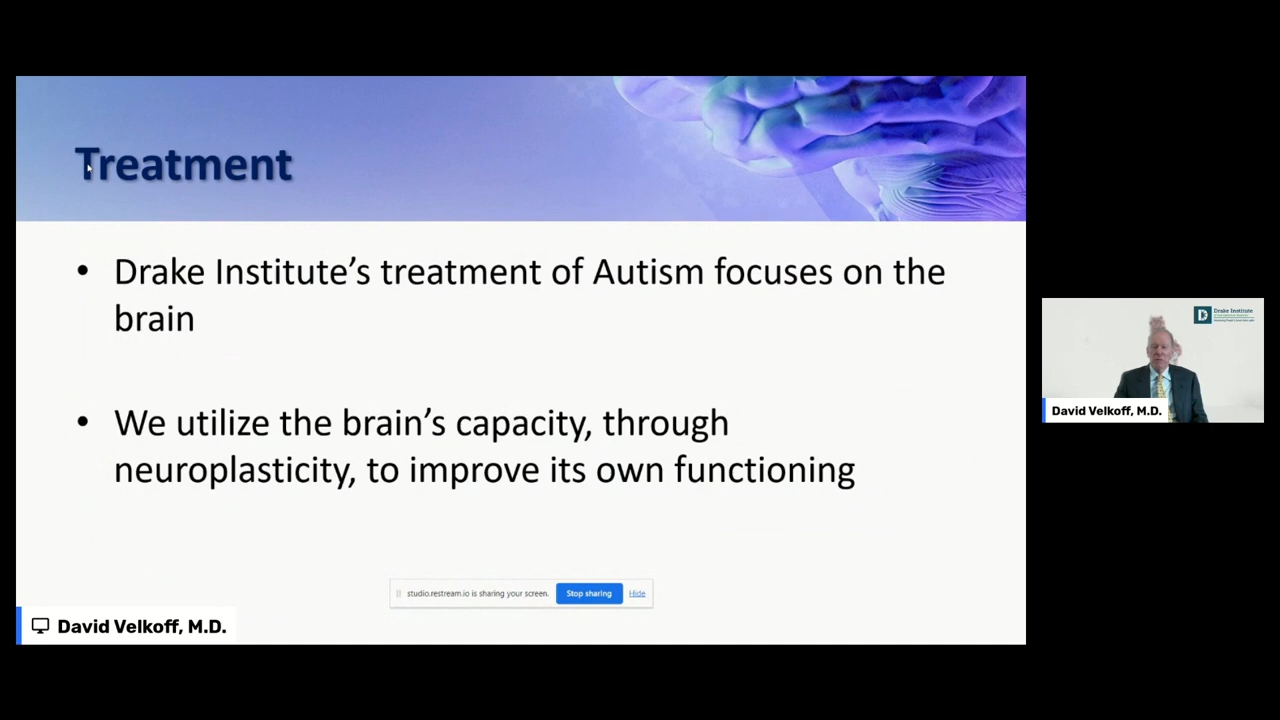 Treatment
• Drake Institute’s treatment of Autism focuses on the
brain
• We utilize the brain’s capacity, through
neuroplasticity, to improve its own functioning
studio.restream.io is sharing your screen. Stop sharing Hide
David Velkoff, M.D.
Drake Institute
David Velkoff, M.D.